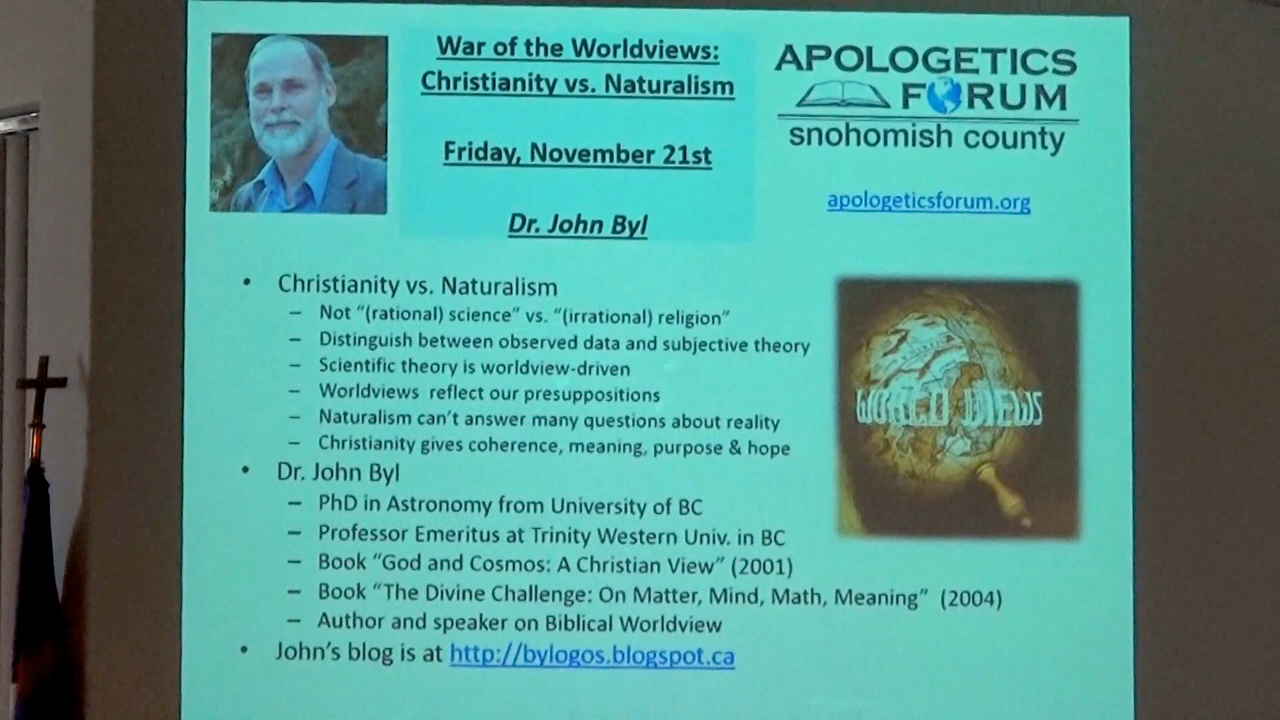 War of the Worldviews:
Christianity vs. Naturalism
Friday, November 21st
Dr. John Byl
APOLOGETICS
FORUM
snohomish county
apologeticsforum.org
• Christianity vs. Naturalism
– Not “(rational) science” vs. “(irrational) religion”
– Distinguish between observed data and subjective theory
– Scientific theory is worldview-driven
– Worldviews reflect our presuppositions
– Naturalism can’t answer many questions about reality
– Christianity gives coherence, meaning, purpose & hope
WORLD VIEWS
• Dr. John Byl
– PhD in Astronomy from University of BC
– Professor Emeritus at Trinity Western Univ. in BC
– Book “God and Cosmos: A Christian View” (2001)
– Book “The Divine Challenge: On Matter, Mind, Math, Meaning” (2004)
– Author and speaker on Biblical Worldview
• John’s blog is at http://bylogos.blogspot.ca